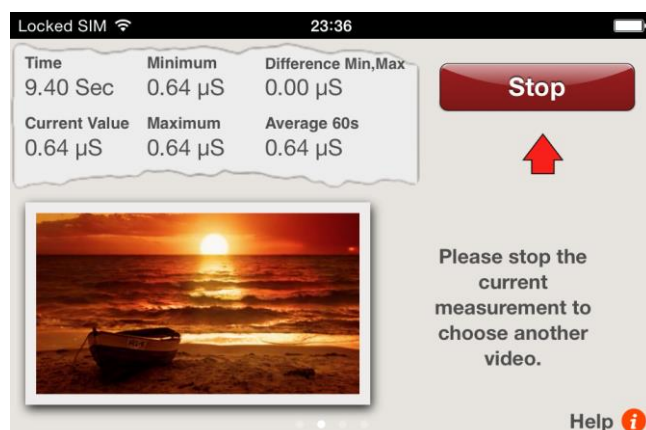 Locked SIM 23:36
Time Minimum Difference Min,Max
9.40 Sec 0.64 µS 0.00 µS
Current Value Maximum Average 60s
0.64 µS 0.64 µS 0.64 µS
Stop
Please stop the
current
measurement to
choose another
video.
Help i